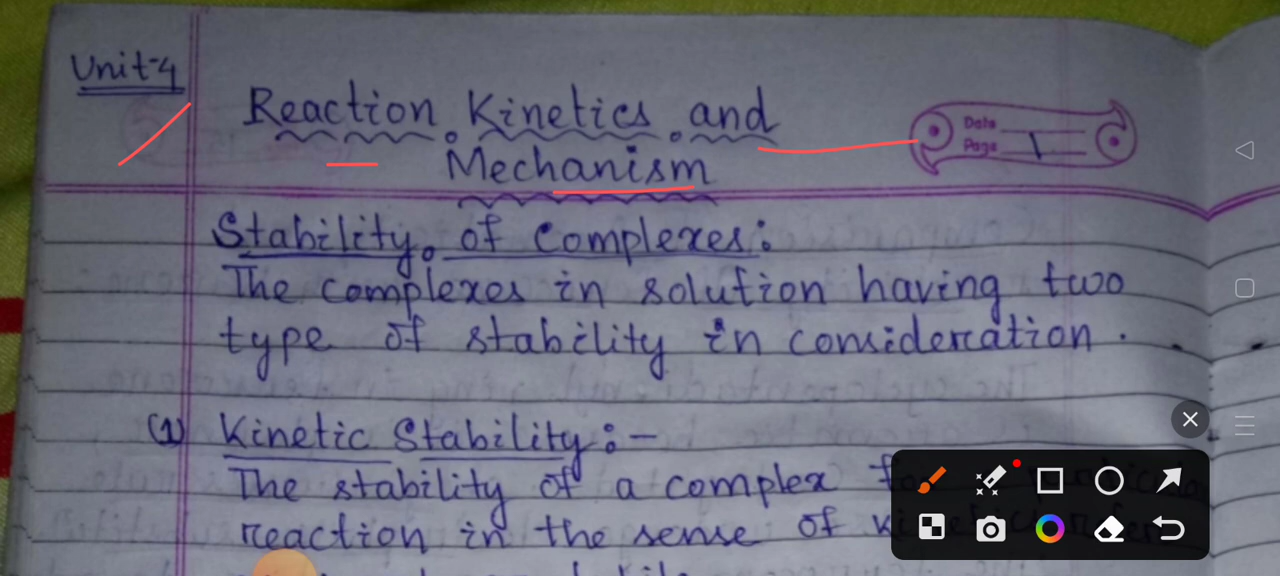 Unit-4
Reaction Kinetics and
Mechanism
Date
Page 1
Stability of Complexes:
The complexes in solution having two
type of stability in consideration.
(1) Kinetic Stability:-
The stability of a complex
reaction in the sense of